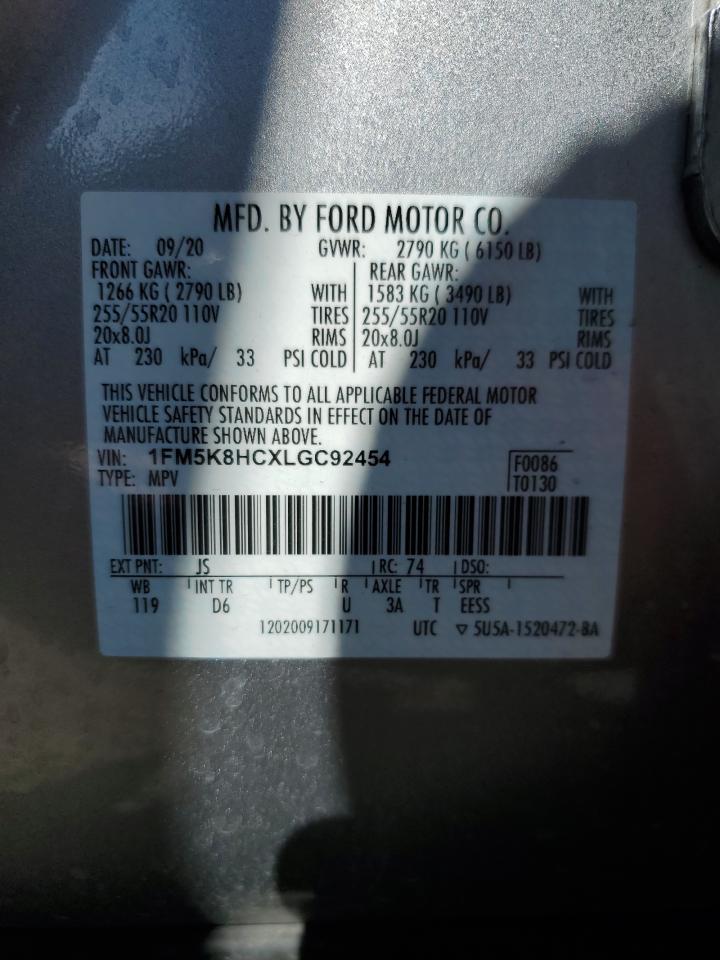 MFD. BY FORD MOTOR CO.
DATE: 09/20 GVWR: 2790 KG ( 6150 LB)
FRONT GAWR: REAR GAWR:
1266 KG ( 2790 LB) WITH 1583 KG ( 3490 LB) WITH
255/55R20 110V TIRES 255/55R20 110V TIRES
20x8.0J RIMS 20x8.0J RIMS
AT 230 kPa/ 33 PSI COLD AT 230 kPa/ 33 PSI COLD
THIS VEHICLE CONFORMS TO ALL APPLICABLE FEDERAL MOTOR
VEHICLE SAFETY STANDARDS IN EFFECT ON THE DATE OF
MANUFACTURE SHOWN ABOVE.
VIN: 1FM5K8HCXLGC92454 F0086
TYPE: MPV T0130
EXT PNT: JS RC: 74 DSO:
WB INT TR TP/PS R AXLE TR SPR
119 D6 U 3A T EESS
1202009171171 UTC ▽ 5U5A-1520472-BA